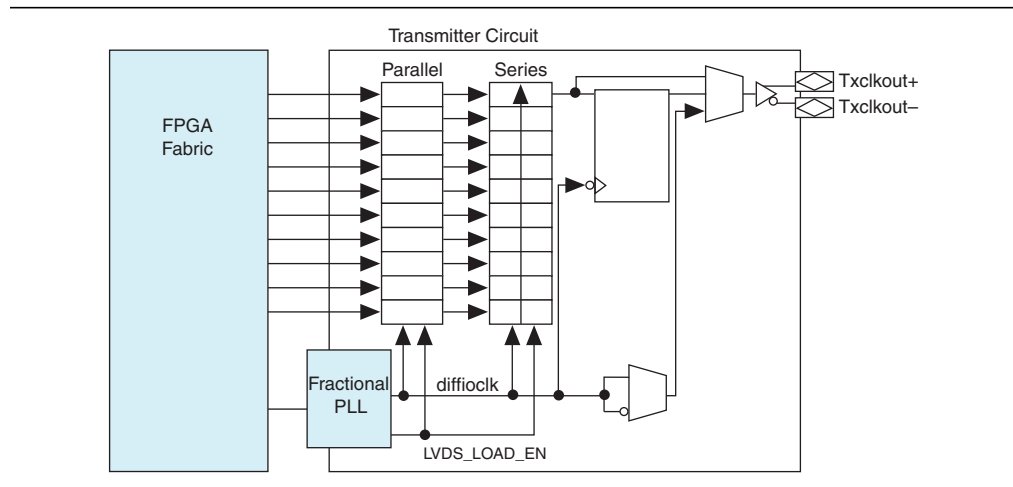 Transmitter Circuit
Parallel
Series
Txclkout+
Txclkout–
FPGA
Fabric
Fractional
PLL
diffioclk
LVDS_LOAD_EN